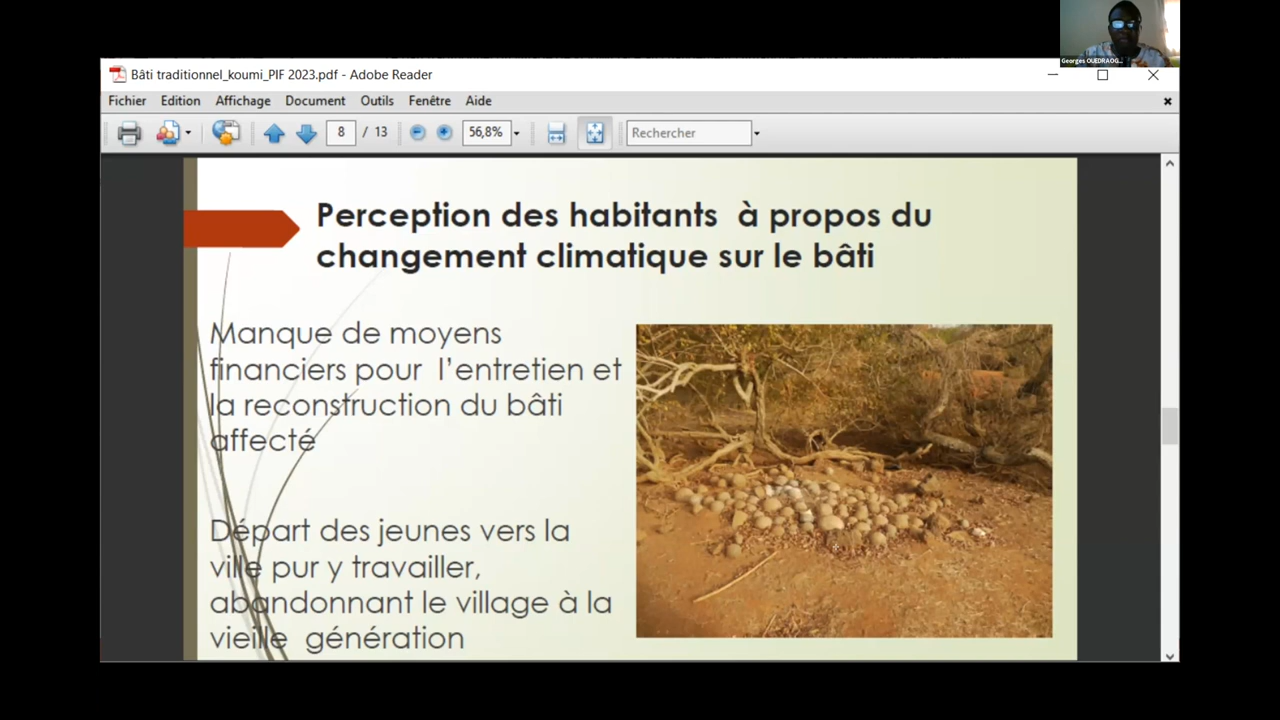 Georges OUEDRAOG...
Bâti traditionnel_koumi_PIF 2023.pdf - Adobe Reader
Fichier Edition Affichage Document Outils Fenêtre Aide
8 / 13 56,8% Rechercher
Perception des habitants à propos du
changement climatique sur le bâti
Manque de moyens
financiers pour l'entretien et
la reconstruction du bâti
affecté
Départ des jeunes vers la
ville pur y travailler,
abandonnant le village à la
vieille génération